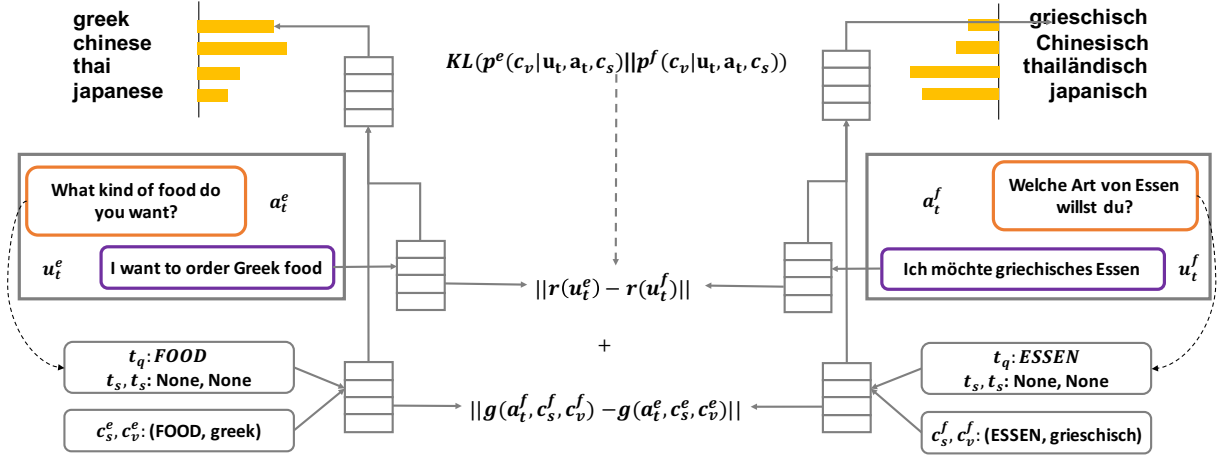 greek
chinese
thai
japanese
KL(p^e(c_v|u_t, a_t, c_s)||p^f(c_v|u_t, a_t, c_s))
grieschisch
Chinesisch
thailändisch
japanisch
What kind of food do
you want?
a_t^e
u_t^e
I want to order Greek food
a_t^f
Welche Art von Essen
willst du?
Ich möchte griechisches Essen
u_t^f
||r(u_t^e) − r(u_t^f)||
+
t_q: FOOD
t_s, t_s: None, None
c_s^e, c_v^e: (FOOD, greek)
||g(a_t^f, c_s^f, c_v^f) − g(a_t^e, c_s^e, c_v^e)||
t_q: ESSEN
t_s, t_s: None, None
c_s^f, c_v^f: (ESSEN, grieschisch)